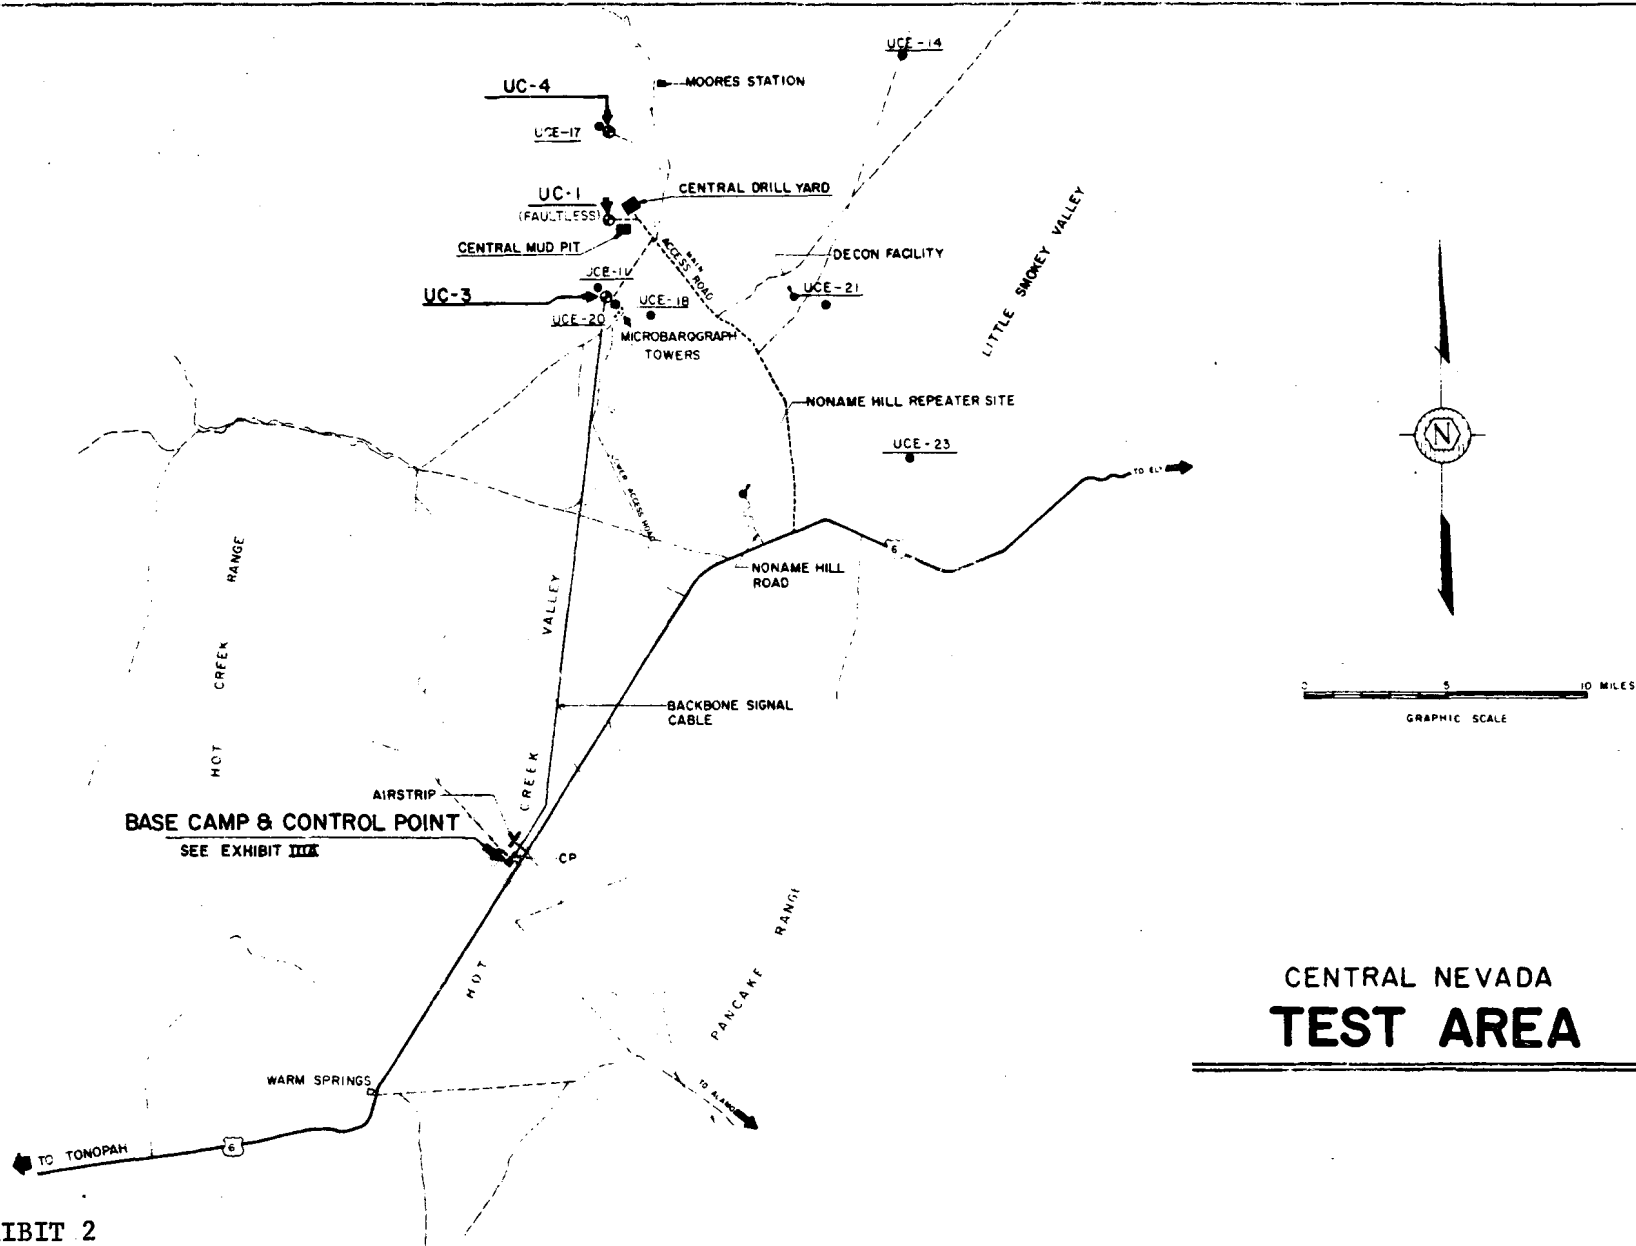 UCE-14
MOORES STATION
UC-4
UCE-17
CENTRAL DRILL YARD
UC-1
(FAULTLESS)
CENTRAL MUD PIT
MAIN
ACCESS ROAD
DECON FACILITY
LITTLE SMOKEY VALLEY
UC-3
UCE-18
UCE-21
UCE-20
MICROBAROGRAPH
TOWERS
NONAME HILL REPEATER SITE
UCE-23
TO ELY
ACCESS ROAD
6
N
HOT CREEK RANGE
NONAME HILL
ROAD
HOT CREEK VALLEY
BACKBONE SIGNAL
CABLE
0 5 10 MILES
GRAPHIC SCALE
AIRSTRIP
BASE CAMP & CONTROL POINT
SEE EXHIBIT IIIA
CP
PANCAKE RANGE
CENTRAL NEVADA
TEST AREA
WARM SPRINGS
TO ALAMO
TO TONOPAH
6
IBIT 2